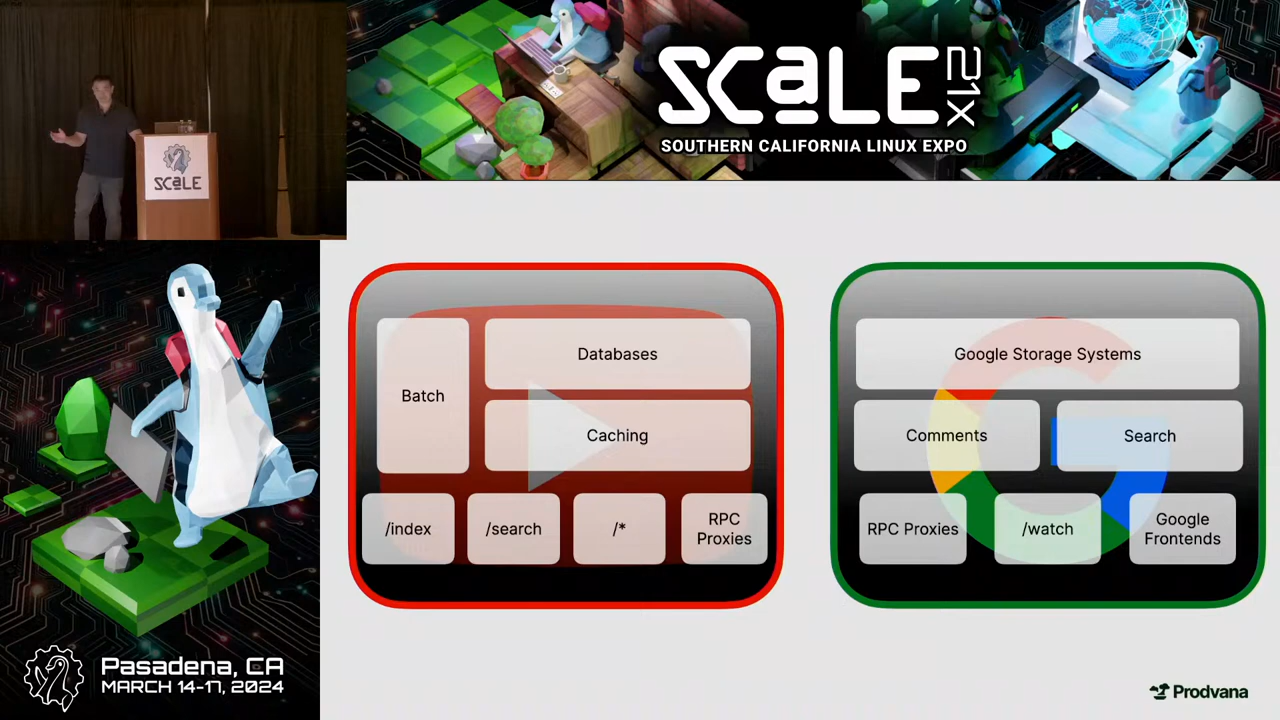 SCaLE 21x
SOUTHERN CALIFORNIA LINUX EXPO
SCaLE
Batch
Databases
Caching
/index
/search
/*
RPC
Proxies
Google Storage Systems
Comments
Search
RPC Proxies
/watch
Google
Frontends
Pasadena, CA
MARCH 14-17, 2024
Prodvana